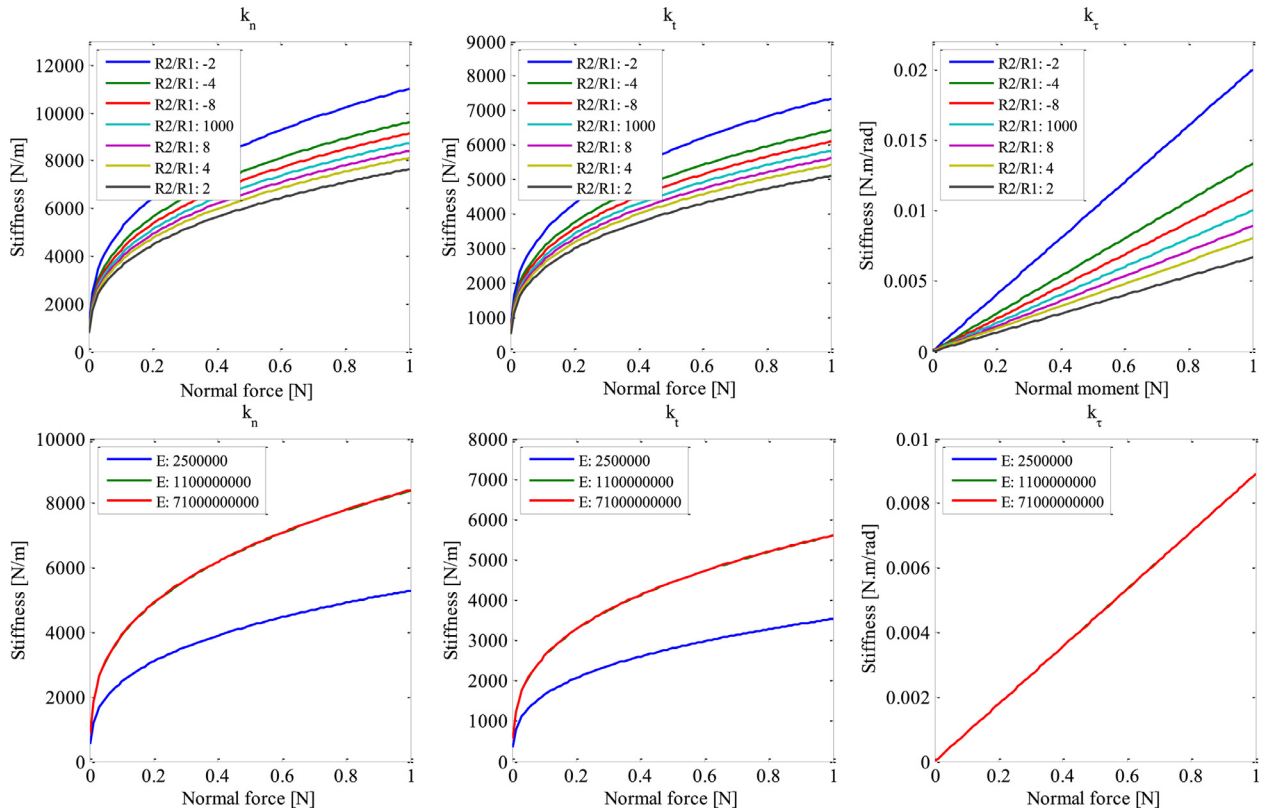 k_n
Stiffness [N/m]
12000
10000
8000
6000
4000
2000
0
R2/R1: -2
R2/R1: -4
R2/R1: -8
R2/R1: 1000
R2/R1: 8
R2/R1: 4
R2/R1: 2
0 0.2 0.4 0.6 0.8 1
Normal force [N]
k_t
Stiffness [N/m]
9000
8000
7000
6000
5000
4000
3000
2000
1000
0
R2/R1: -2
R2/R1: -4
R2/R1: -8
R2/R1: 1000
R2/R1: 8
R2/R1: 4
R2/R1: 2
0 0.2 0.4 0.6 0.8 1
Normal force [N]
k_τ
Stiffness [N.m/rad]
0.02
0.015
0.01
0.005
0
R2/R1: -2
R2/R1: -4
R2/R1: -8
R2/R1: 1000
R2/R1: 8
R2/R1: 4
R2/R1: 2
0 0.2 0.4 0.6 0.8 1
Normal moment [N]
k_n
Stiffness [N/m]
10000
8000
6000
4000
2000
0
E: 2500000
E: 1100000000
E: 71000000000
0 0.2 0.4 0.6 0.8 1
Normal force [N]
k_t
Stiffness [N/m]
8000
7000
6000
5000
4000
3000
2000
1000
0
E: 2500000
E: 1100000000
E: 71000000000
0 0.2 0.4 0.6 0.8 1
Normal force [N]
k_τ
Stiffness [N.m/rad]
0.01
0.008
0.006
0.004
0.002
0
E: 2500000
E: 1100000000
E: 71000000000
0 0.2 0.4 0.6 0.8 1
Normal force [N]